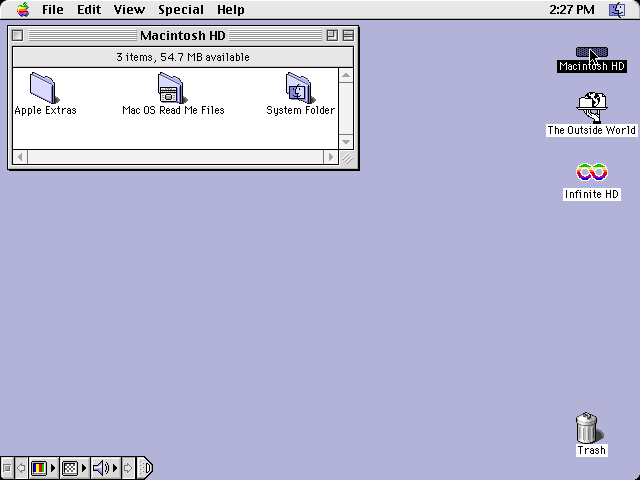 File Edit View Special Help 2:27 PM
Macintosh HD
3 items, 54.7 MB available
Apple Extras
Mac OS Read Me Files
System Folder
Macintosh HD
The Outside World
Infinite HD
Trash